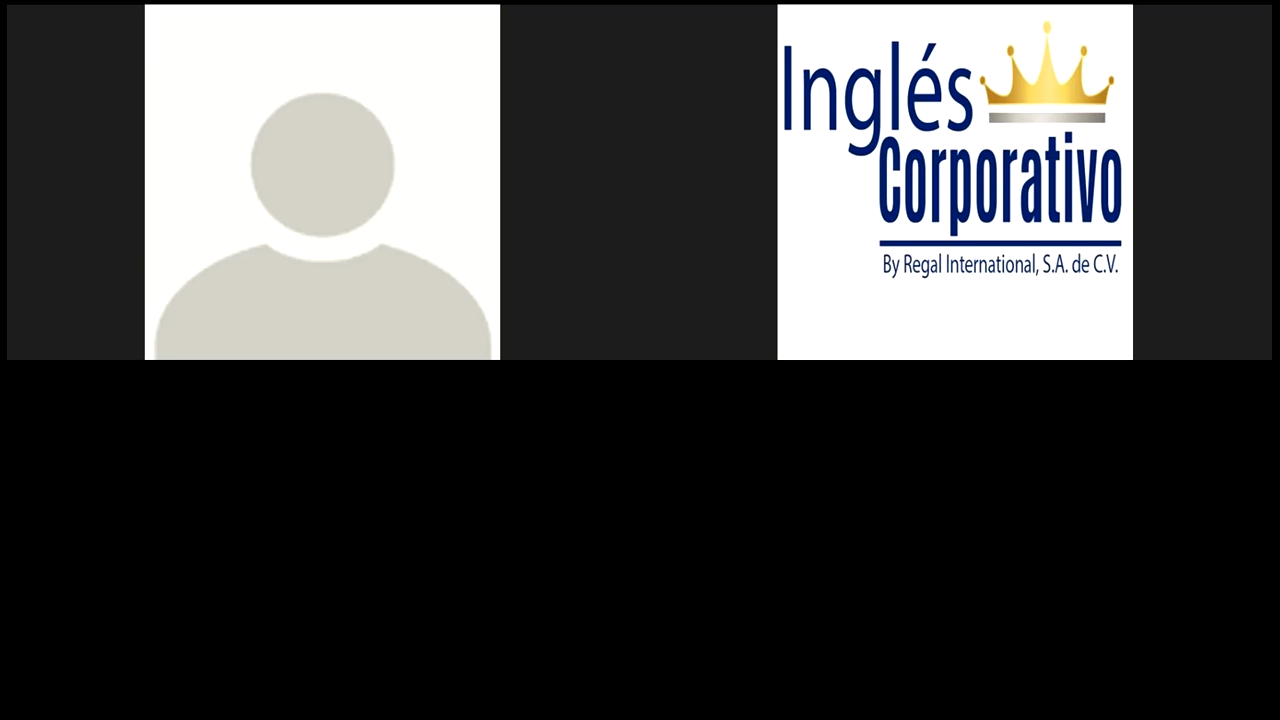 Inglés
Corporativo
By Regal International, S.A. de C.V.